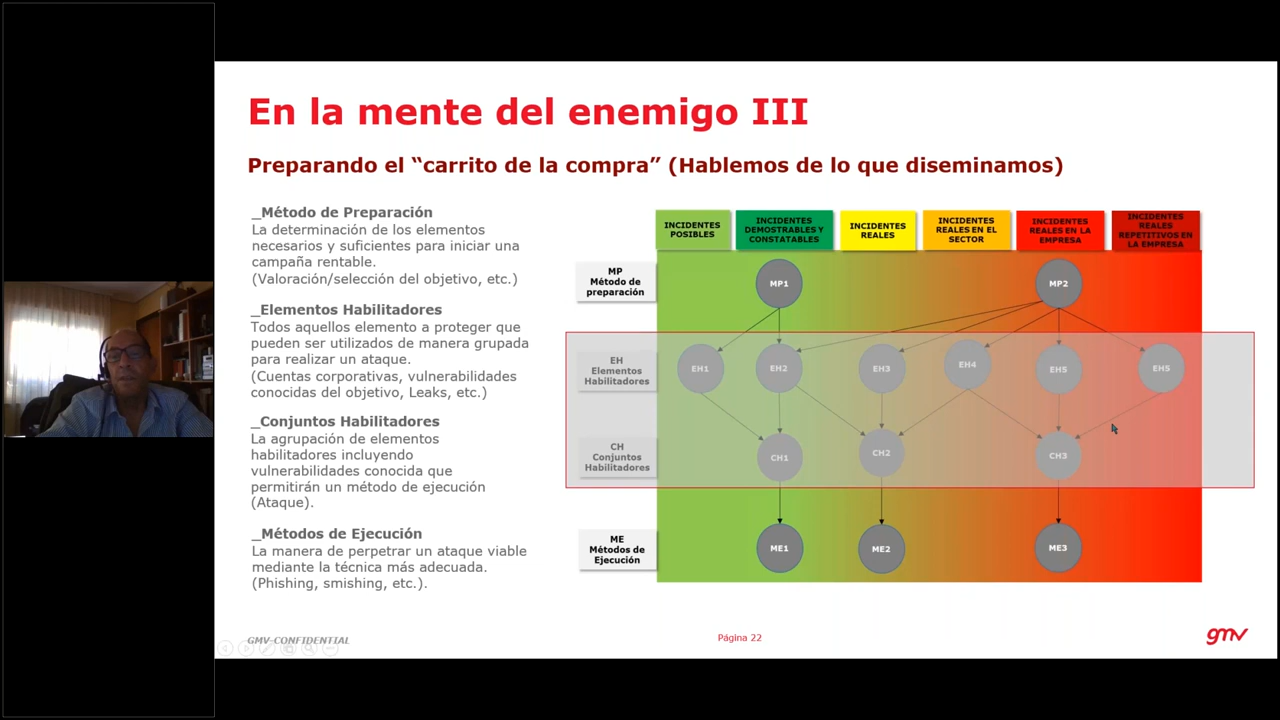 En la mente del enemigo III
Preparando el “carrito de la compra” (Hablemos de lo que diseminamos)
_Método de Preparación
La determinación de los elementos
necesarios y suficientes para iniciar una
campaña rentable.
(Valoración/selección del objetivo, etc.)
_Elementos Habilitadores
Todos aquellos elemento a proteger que
pueden ser utilizados de manera grupada
para realizar un ataque.
(Cuentas corporativas, vulnerabilidades
conocidas del objetivo, Leaks, etc.)
_Conjuntos Habilitadores
La agrupación de elementos
habilitadores incluyendo
vulnerabilidades conocida que
permitirán un método de ejecución
(Ataque).
_Métodos de Ejecución
La manera de perpetrar un ataque viable
mediante la técnica más adecuada.
(Phishing, smishing, etc.).
INCIDENTES
POSIBLES
INCIDENTES
DEMOSTRABLES Y
CONSTATABLES
INCIDENTES
REALES
INCIDENTES
REALES EN EL
SECTOR
INCIDENTES
REALES EN LA
EMPRESA
INCIDENTES
REALES
REPETITIVOS EN
LA EMPRESA
MP
Método de
preparación
MP1
MP2
EH
Elementos
Habilitadores
EH1
EH2
EH3
EH4
EH5
EH5
CH
Conjuntos
Habilitadores
CH1
CH2
CH3
ME
Métodos de
Ejecución
ME1
ME2
ME3
GMV-CONFIDENTIAL
Página 22
gmv